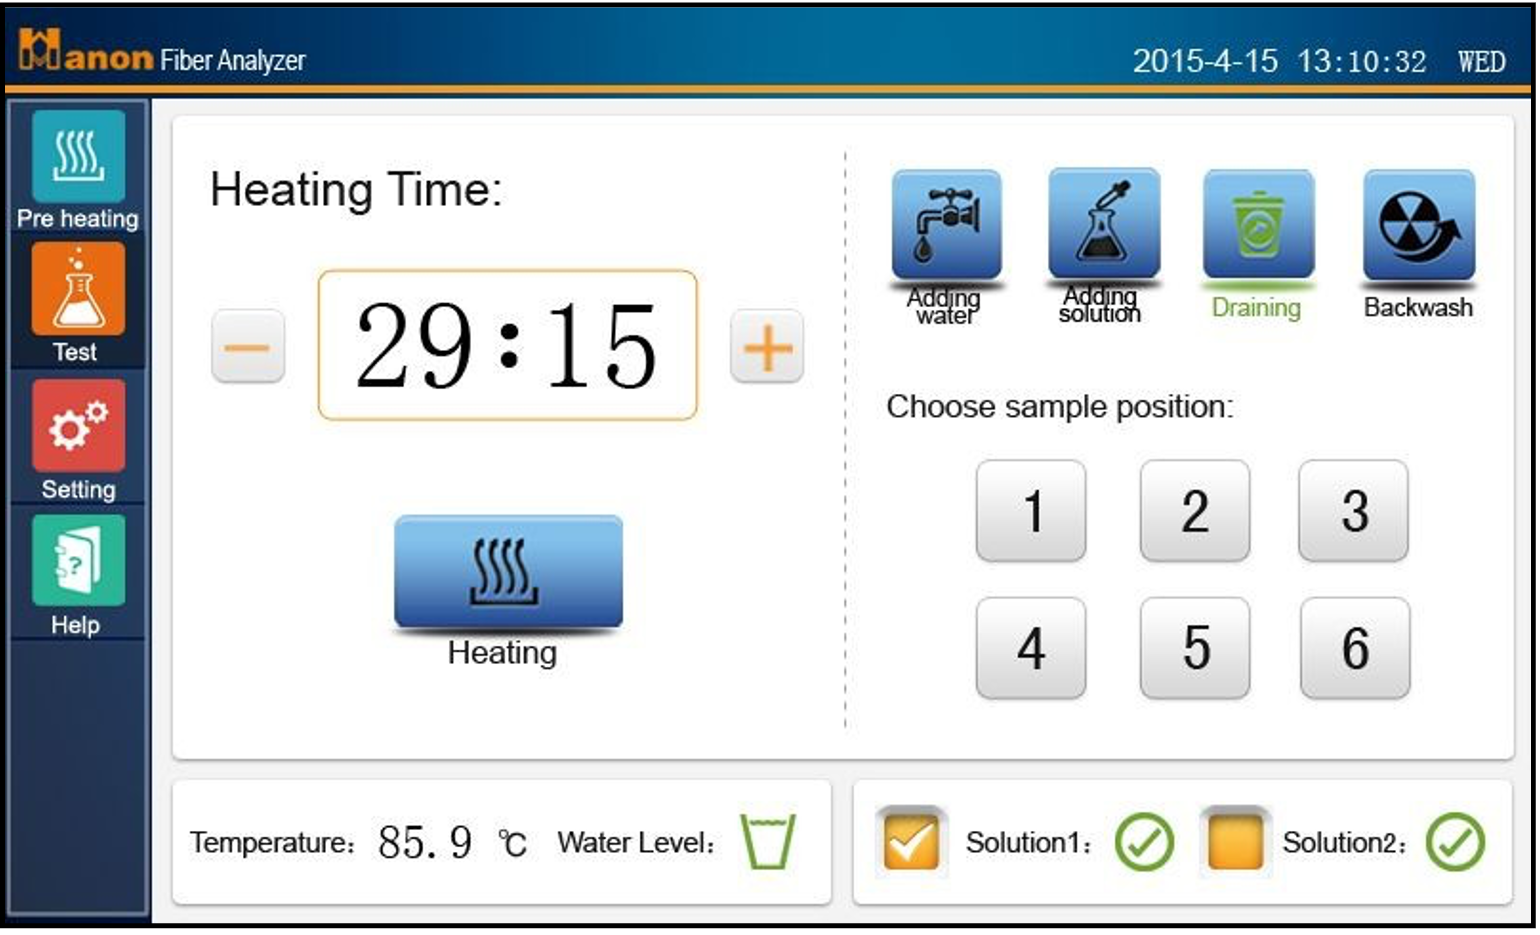 Hanon Fiber Analyzer
2015-4-15 13:10:32 WED
Pre heating
Test
Setting
?
Help
Heating Time:
29:15
Heating
Adding
water
Adding
solution
Draining
Backwash
Choose sample position:
1 2 3
4 5 6
Temperature: 85.9 ℃ Water Level:
Solution1: Solution2: